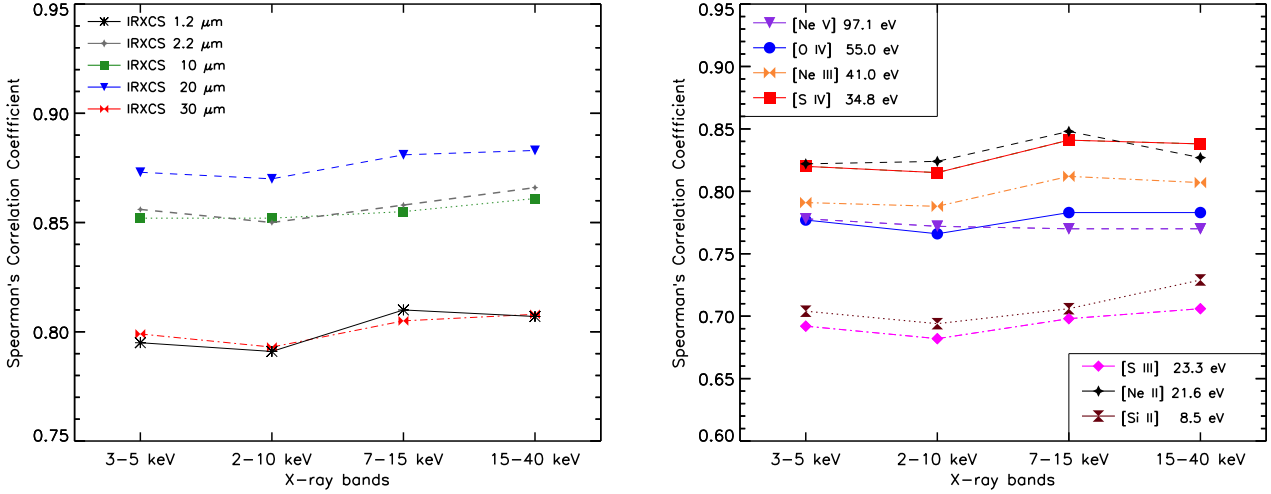 IRXCS 1.2 μm
IRXCS 2.2 μm
IRXCS 10 μm
IRXCS 20 μm
IRXCS 30 μm
0.95
0.90
0.85
0.80
0.75
Spearman's Correlation Coeffficient
3-5 keV 2-10 keV 7-15 keV 15-40 keV
X-ray bands
[Ne V] 97.1 eV
[O IV] 55.0 eV
[Ne III] 41.0 eV
[S IV] 34.8 eV
0.95
0.90
0.85
0.80
0.75
0.70
0.65
0.60
Spearman's Correlation Coefficient
[S III] 23.3 eV
[Ne II] 21.6 eV
[Si II] 8.5 eV
3-5 keV 2-10 keV 7-15 keV 15-40 keV
X-ray bands